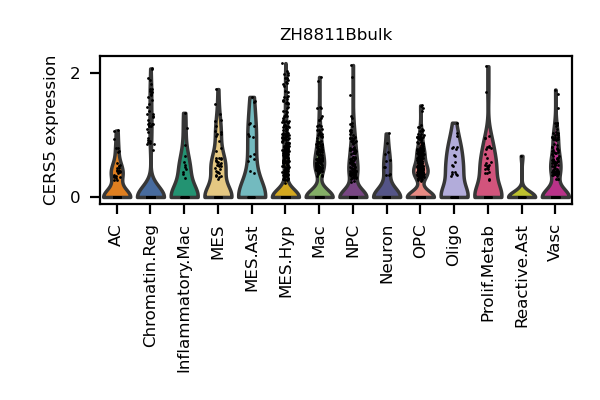 ZH8811Bbulk
CERS5 expression
2
0
AC
Chromatin.Reg
Inflammatory.Mac
MES
MES.Ast
MES.Hyp
Mac
NPC
Neuron
OPC
Oligo
Prolif.Metab
Reactive.Ast
Vasc